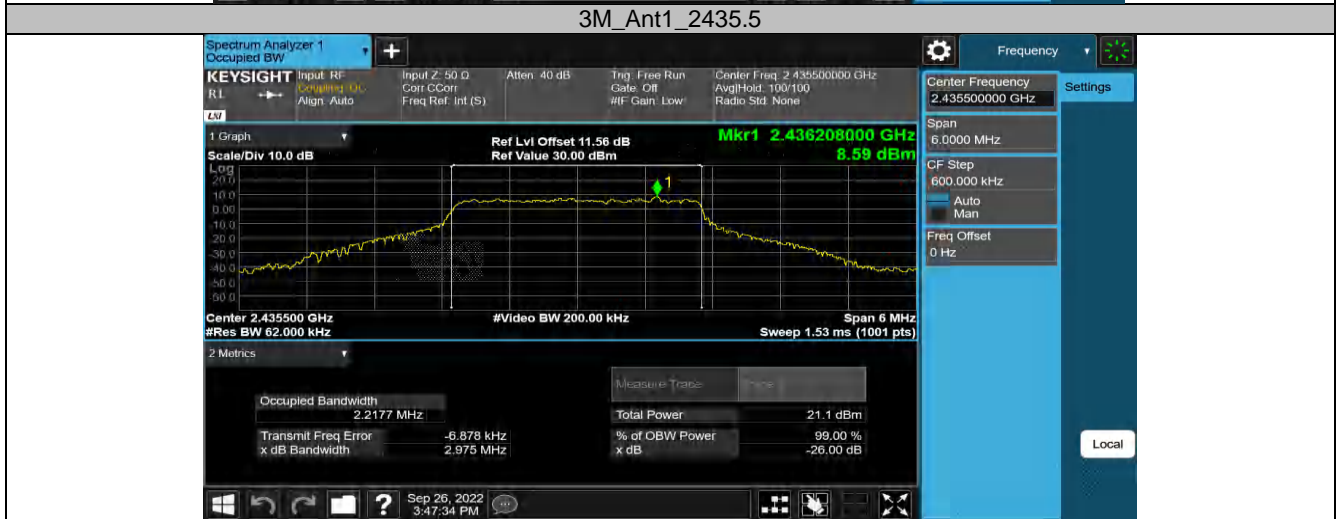 3M_Ant1_2435.5
Spectrum Analyzer 1
Occupied BW
Frequency
KEYSIGHT
RL
LXI
Input: RF
Coupling: DC
Align: Auto
Input Z: 50 Ω
Corr CCorr
Freq Ref: Int (S)
Atten: 40 dB
Trig: Free Run
Gate: Off
#IF Gain: Low
Center Freq: 2.435500000 GHz
Avg|Hold: 100/100
Radio Std: None
Center Frequency
2.435500000 GHz
Settings
Span
6.0000 MHz
CF Step
600.000 kHz
Auto
Man
Freq Offset
0 Hz
1 Graph
Scale/Div 10.0 dB
Ref Lvl Offset 11.56 dB
Ref Value 30.00 dBm
Mkr1 2.436208000 GHz
8.59 dBm
Log
20.0
10.0
0.00
-10.0
-20.0
-30.0
-40.0
-50.0
-60.0
1
Center 2.435500 GHz
#Res BW 62.000 kHz
#Video BW 200.00 kHz
Span 6 MHz
Sweep 1.53 ms (1001 pts)
2 Metrics
Measure Trace
Occupied Bandwidth
2.2177 MHz
Total Power 21.1 dBm
Transmit Freq Error -6.878 kHz
% of OBW Power 99.00 %
x dB Bandwidth 2.975 MHz
x dB -26.00 dB
Local
?
Sep 26, 2022
3:47:34 PM